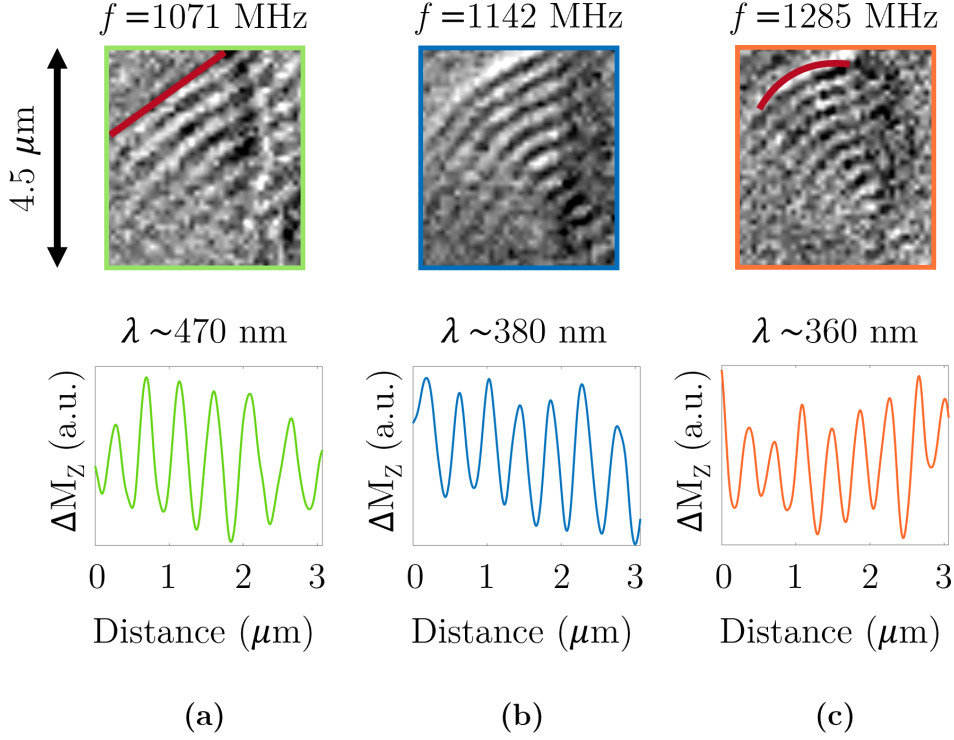 f =1071 MHz
f =1142 MHz
f =1285 MHz
4.5 μm
λ ~470 nm
λ ~380 nm
λ ~360 nm
ΔM_Z (a.u.)
0 1 2 3
Distance (μm)
ΔM_Z (a.u.)
0 1 2 3
Distance (μm)
ΔM_Z (a.u.)
0 1 2 3
Distance (μm)
(a)
(b)
(c)